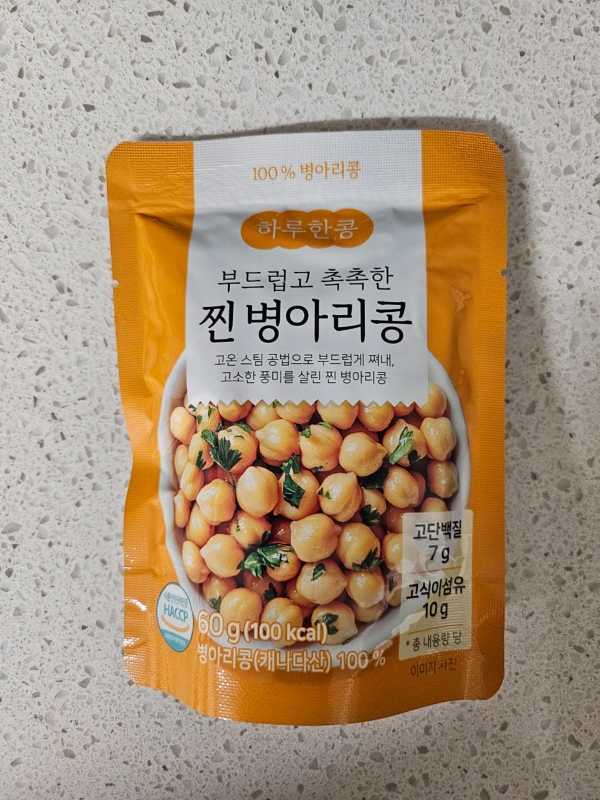 100 % 병아리콩
하루한콩
부드럽고 촉촉한
찐 병아리콩
고온 스팀 공법으로 부드럽게 쪄내,
고소한 풍미를 살린 찐 병아리콩
고단백질
7 g
고식이섬유
10 g
* 총 내용량 당
이미지 사진
HACCP
60 g (100 kcal)
병아리콩(캐나다산) 100 %